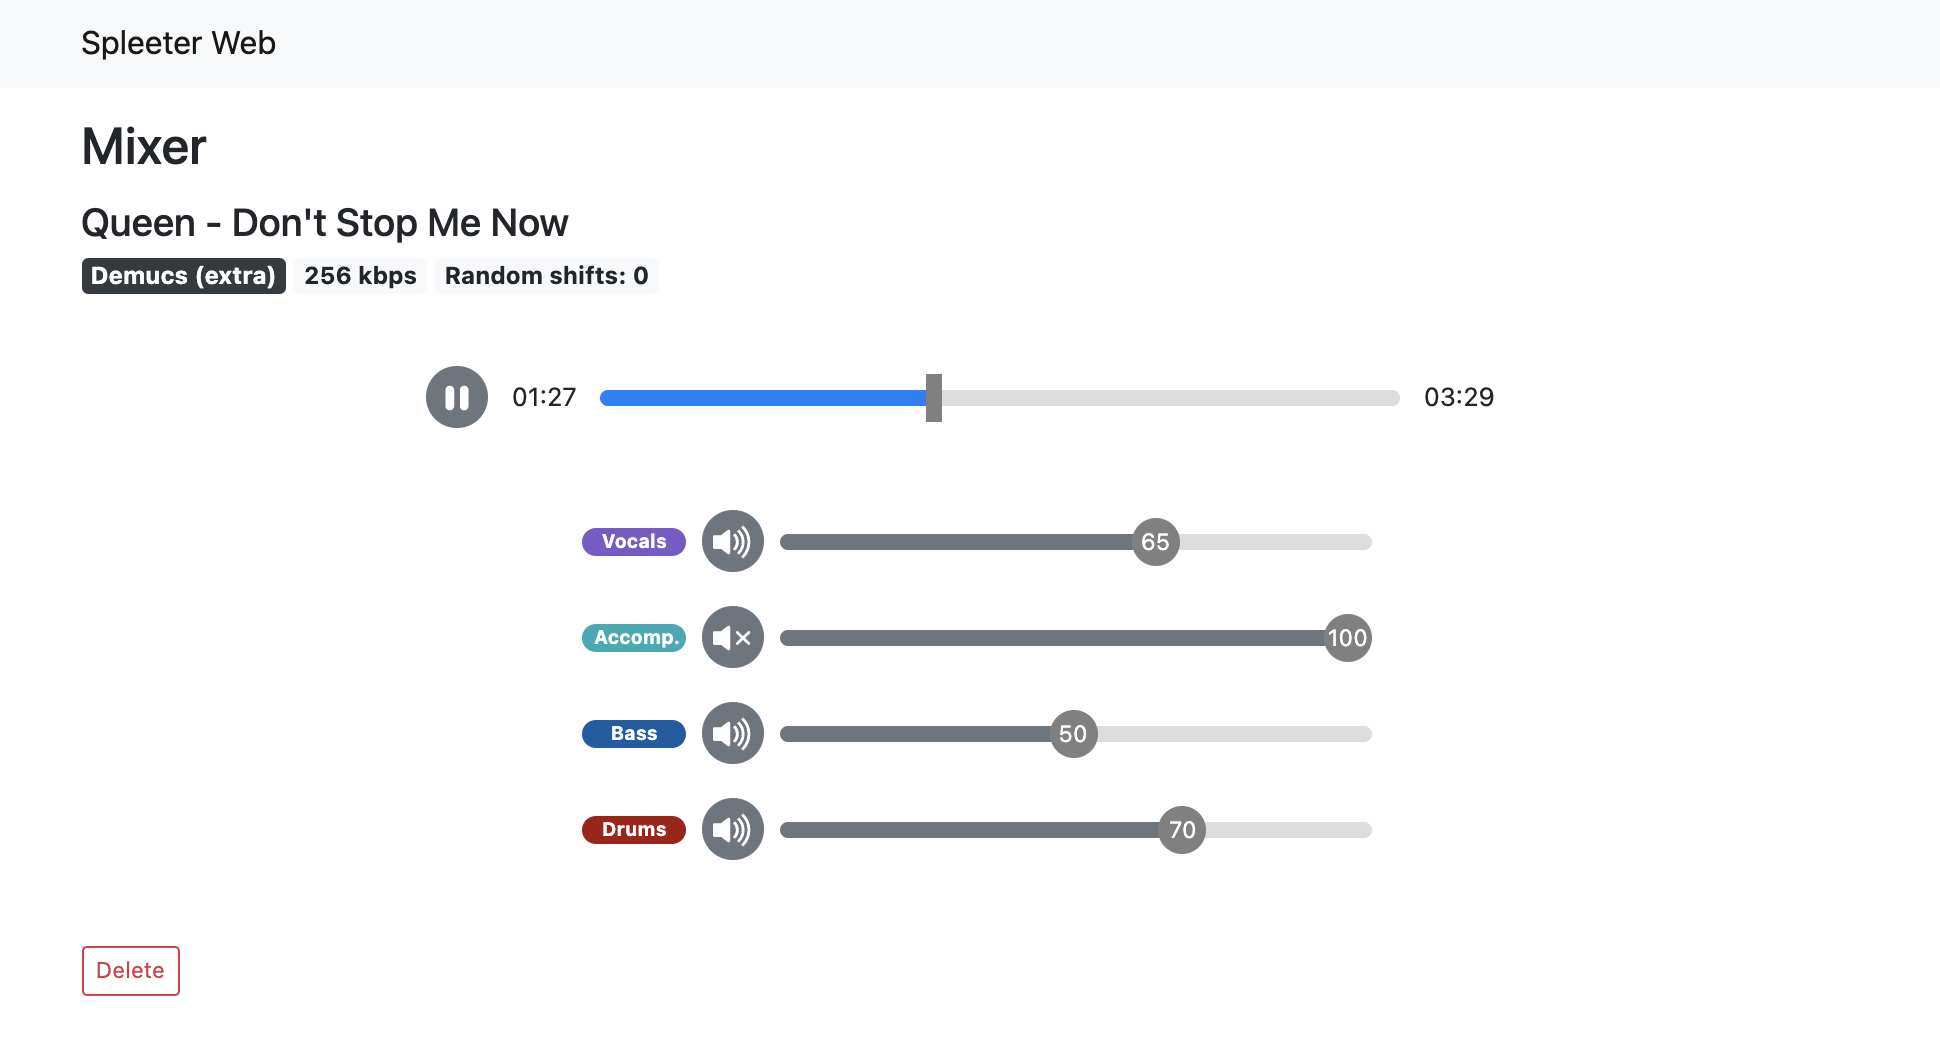 Spleeter Web
Mixer
Queen - Don't Stop Me Now
Demucs (extra) 256 kbps Random shifts: 0
01:27 03:29
Vocals 65
Accomp. 100
Bass 50
Drums 70
Delete